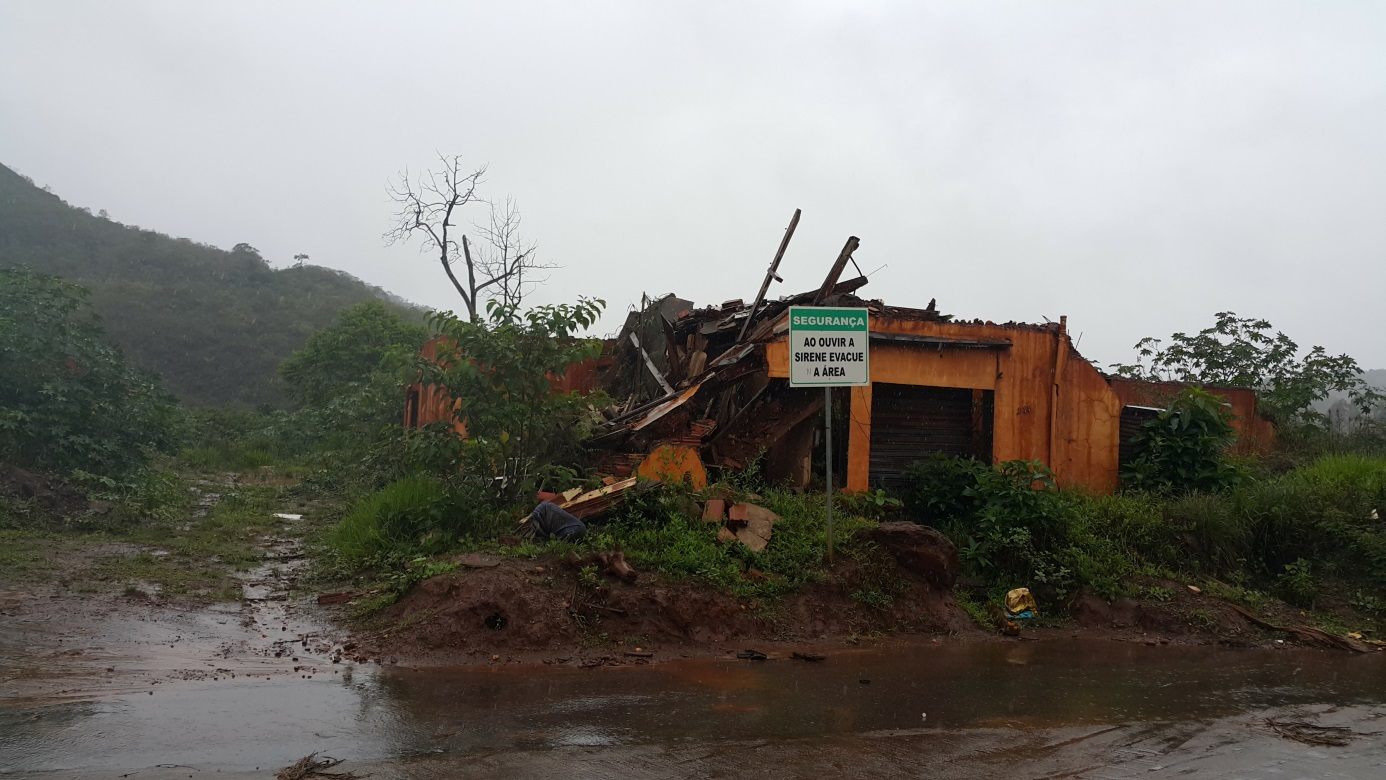 SEGURANÇA
AO OUVIR A
SIRENE EVACUE
A ÁREA